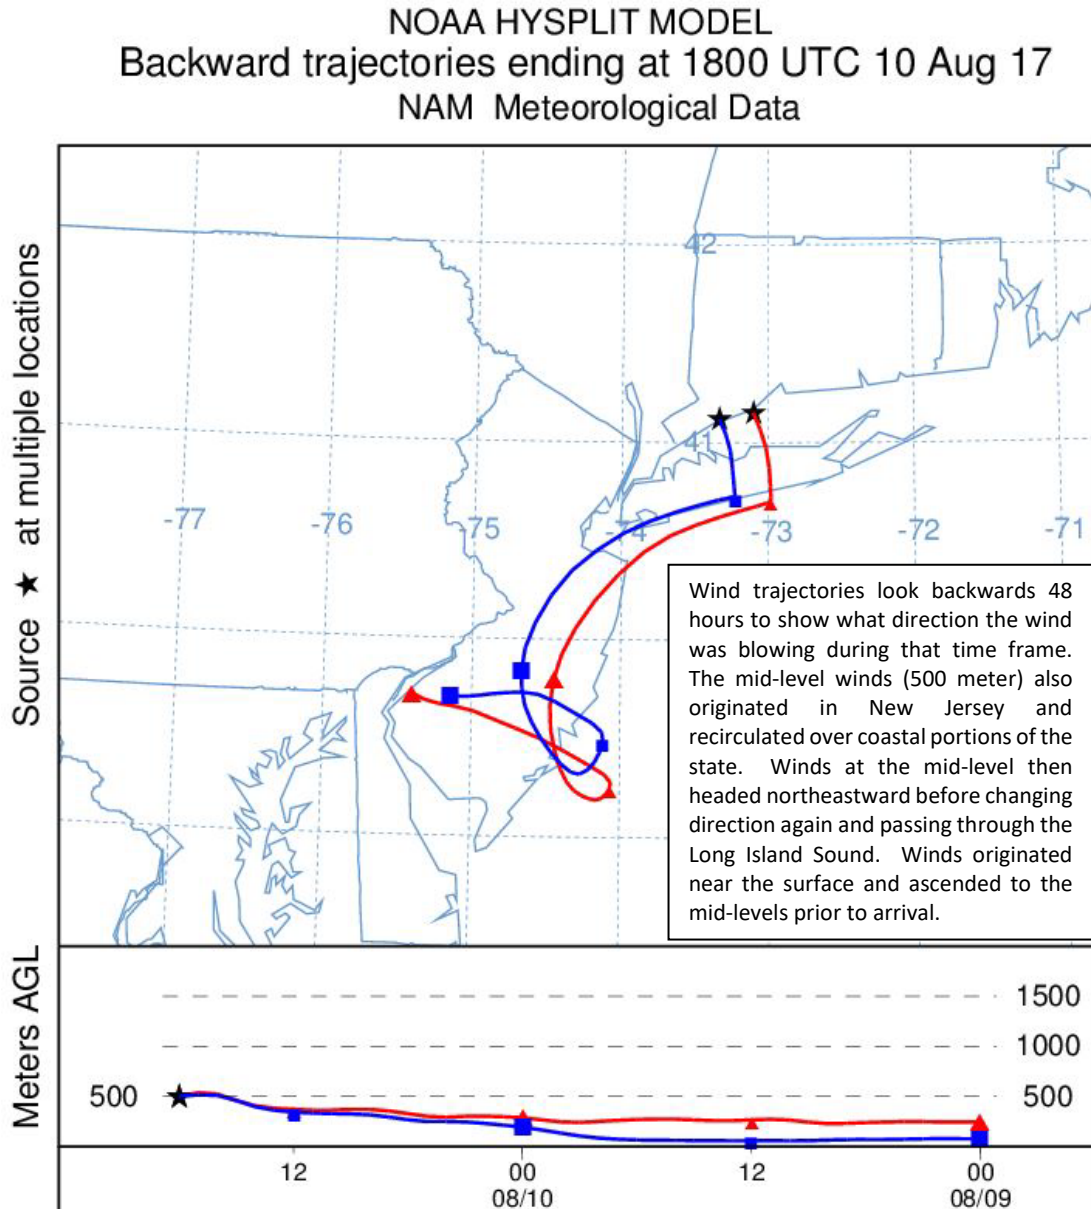 NOAA HYSPLIT MODEL
Backward trajectories ending at 1800 UTC 10 Aug 17
NAM Meteorological Data
Source ★ at multiple locations
42
41
-77
-76
-75
-74
-73
-72
-71
Wind trajectories look backwards 48
hours to show what direction the wind
was blowing during that time frame.
The mid-level winds (500 meter) also
originated in New Jersey and
recirculated over coastal portions of the
state. Winds at the mid-level then
headed northeastward before changing
direction again and passing through the
Long Island Sound. Winds originated
near the surface and ascended to the
mid-levels prior to arrival.
Meters AGL
1500
1000
500
500
12
00
12
00
08/10
08/09